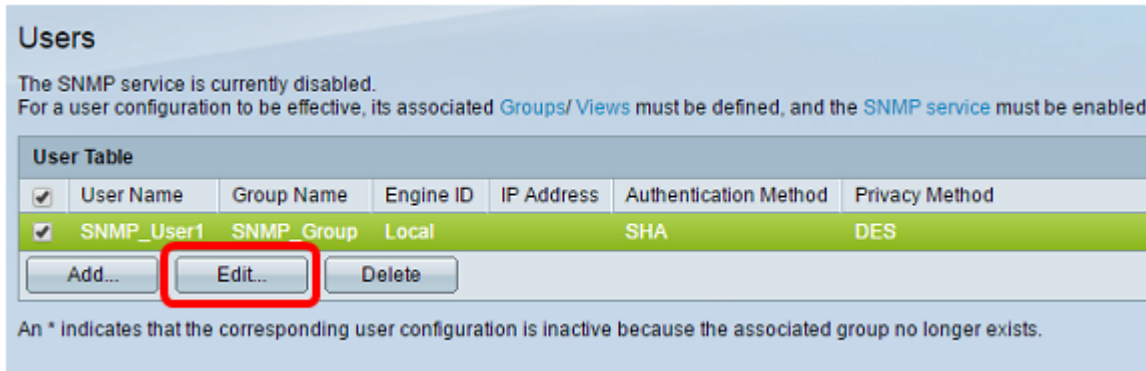 Users
The SNMP service is currently disabled.
For a user configuration to be effective, its associated Groups/ Views must be defined, and the SNMP service must be enabled
User Table
User Name Group Name Engine ID IP Address Authentication Method Privacy Method
SNMP_User1 SNMP_Group Local SHA DES
Add... Edit... Delete
An * indicates that the corresponding user configuration is inactive because the associated group no longer exists.